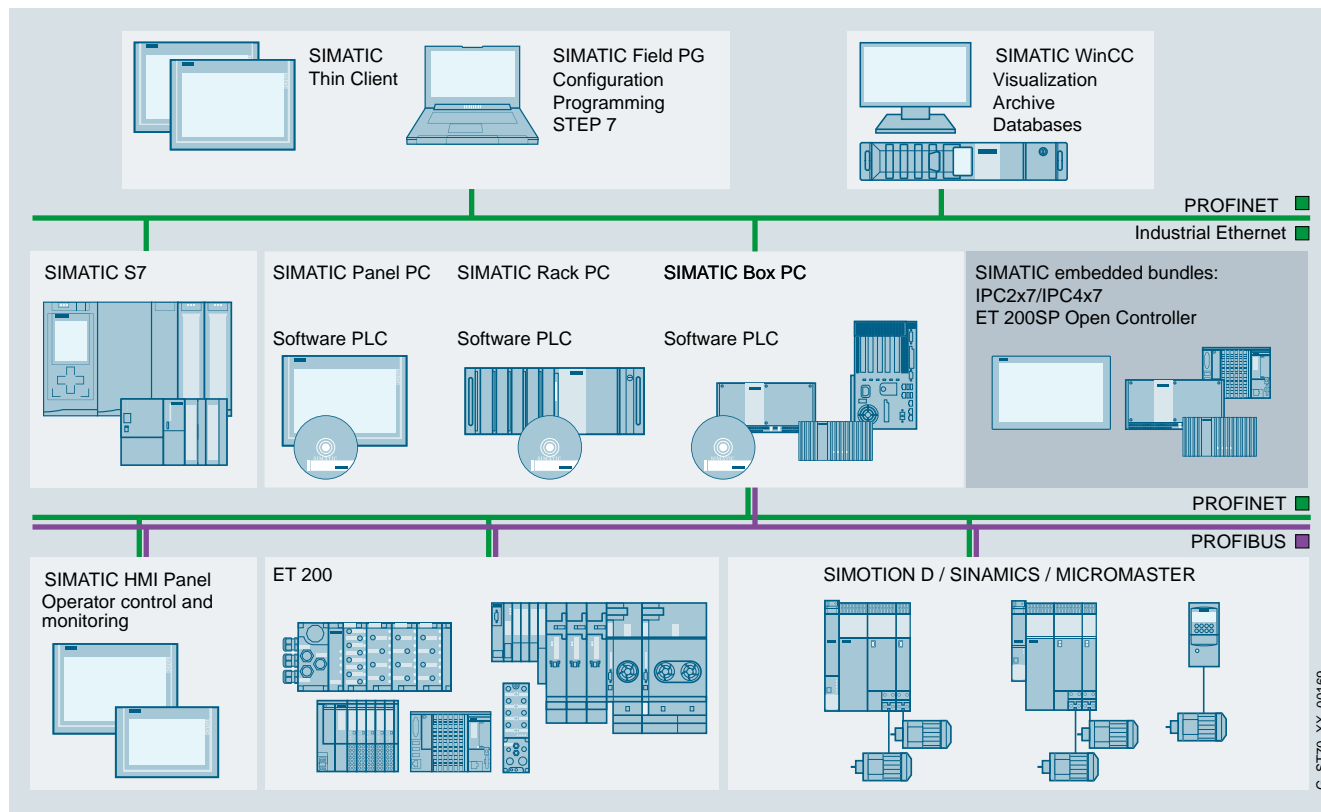 SIMATIC
Thin Client
SIMATIC Field PG
Configuration
Programming
STEP 7
SIMATIC WinCC
Visualization
Archive
Databases
PROFINET
Industrial Ethernet
SIMATIC S7
SIMATIC Panel PC
Software PLC
SIMATIC Rack PC
Software PLC
SIMATIC Box PC
Software PLC
SIMATIC embedded bundles:
IPC2x7/IPC4x7
ET 200SP Open Controller
PROFINET
PROFIBUS
SIMATIC HMI Panel
Operator control and
monitoring
ET 200
SIMOTION D / SINAMICS / MICROMASTER